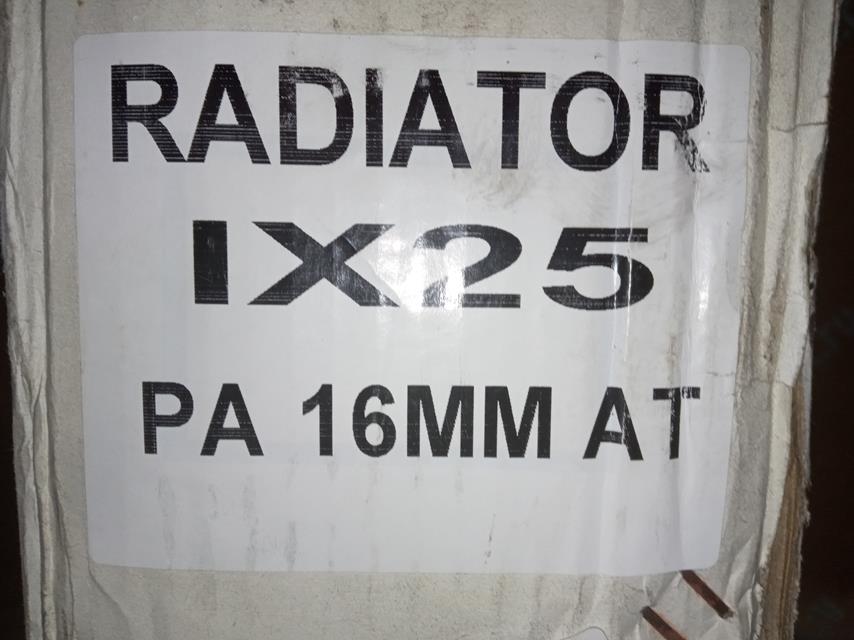 RADIATOR
IX25
PA 16MM AT